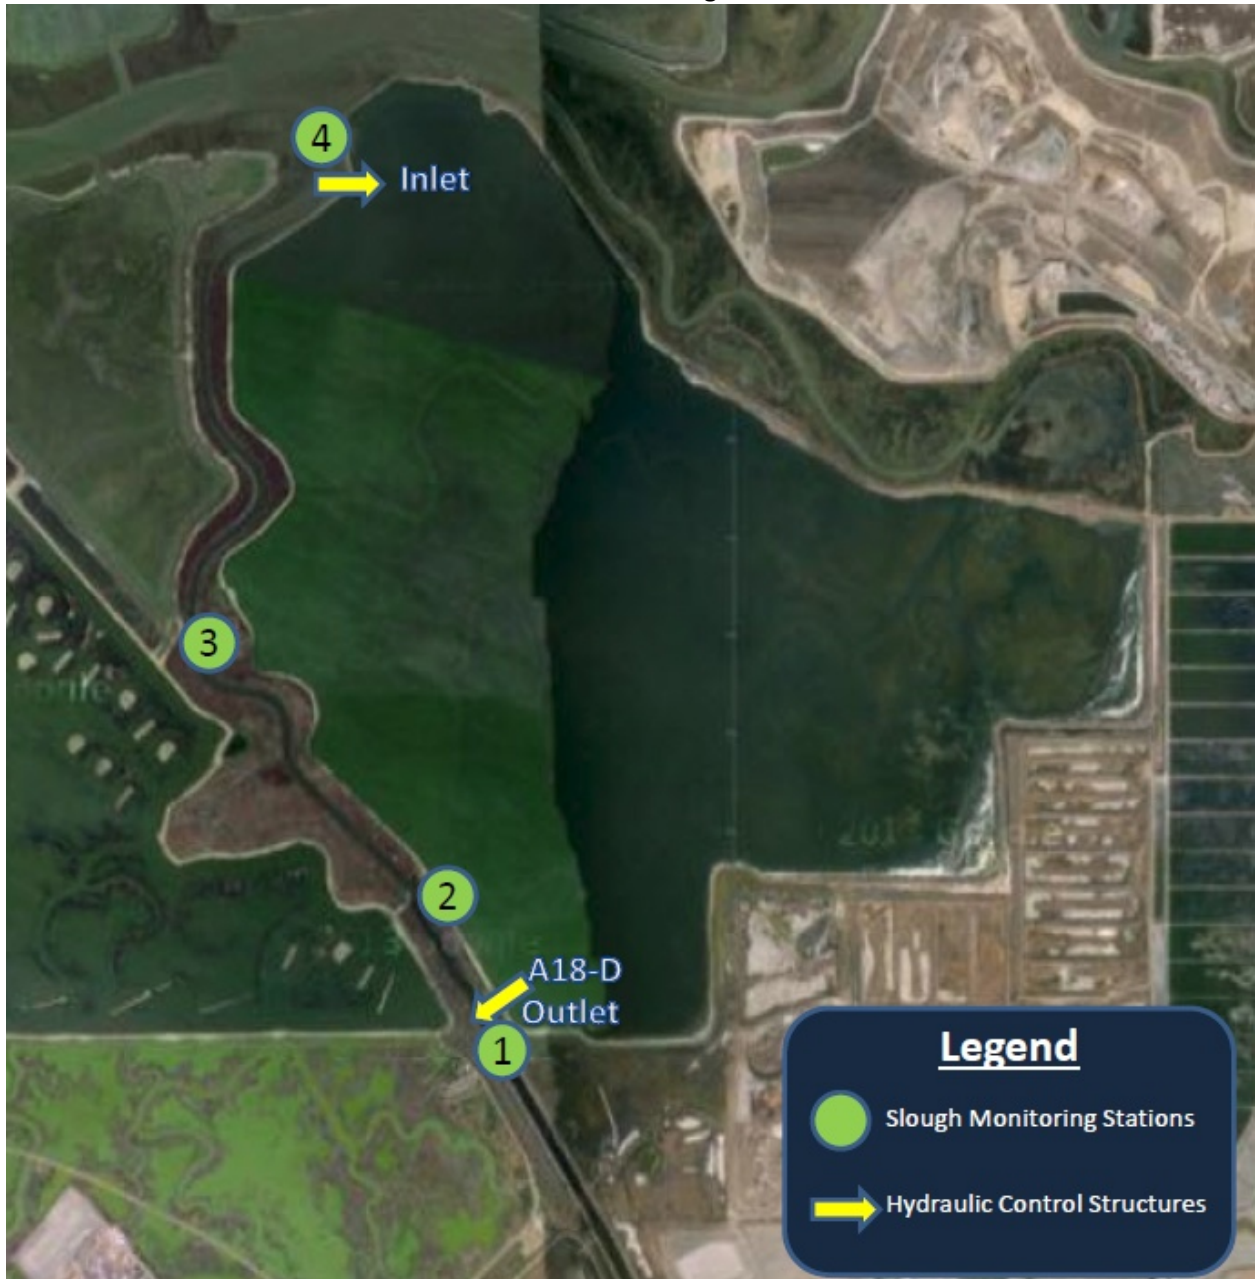 4
Inlet
3
2
A18-D
Outlet
1
Legend
Slough Monitoring Stations
Hydraulic Control Structures